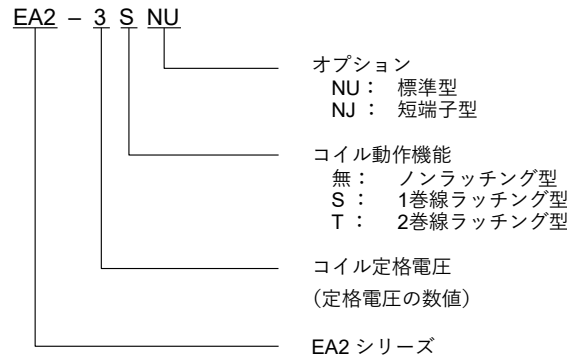 EA2 – 3 S NU
オプション
NU： 標準型
NJ： 短端子型
コイル動作機能
無： ノンラッチング型
S： 1巻線ラッチング型
T： 2巻線ラッチング型
コイル定格電圧
（定格電圧の数値）
EA2 シリーズ